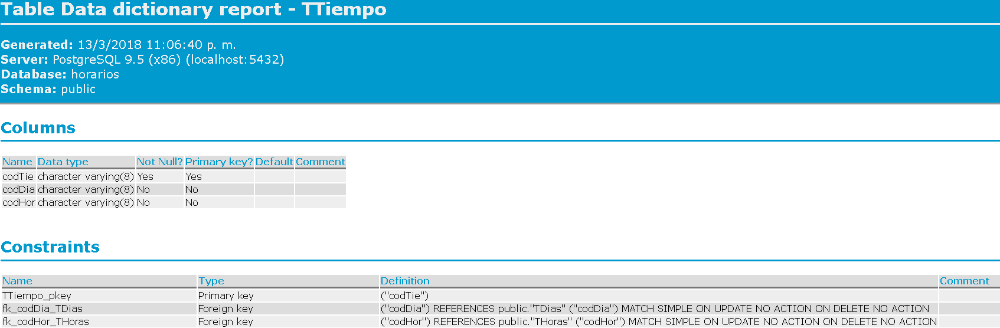 Table Data dictionary report - TTiempo
Generated: 13/3/2018 11:06:40 p. m.
Server: PostgreSQL 9.5 (x86) (localhost:5432)
Database: horarios
Schema: public
Columns
Name Data type Not Null? Primary key? Default Comment
codTie character varying(8) Yes Yes
codDia character varying(8) No No
codHor character varying(8) No No
Constraints
Name Type Definition Comment
TTiempo_pkey Primary key ("codTie")
fk_codDia_TDias Foreign key ("codDia") REFERENCES public."TDias" ("codDia") MATCH SIMPLE ON UPDATE NO ACTION ON DELETE NO ACTION
fk_codHor_THoras Foreign key ("codHor") REFERENCES public."THoras" ("codHor") MATCH SIMPLE ON UPDATE NO ACTION ON DELETE NO ACTION